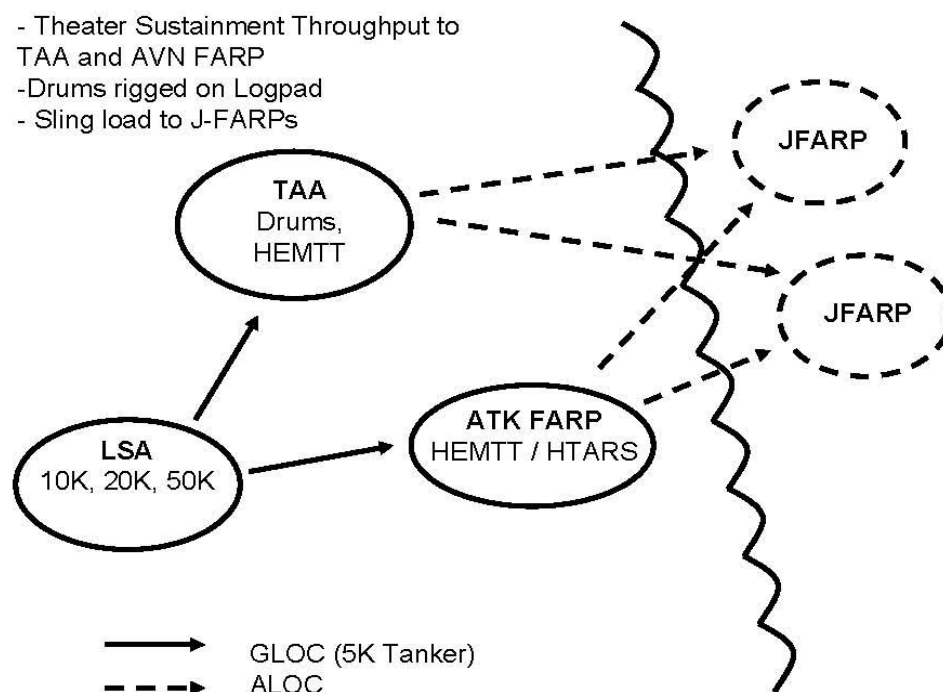 - Theater Sustainment Throughput to
TAA and AVN FARP
-Drums rigged on Logpad
- Sling load to J-FARPs
JFARP
TAA
Drums,
HEMTT
JFARP
ATK FARP
HEMTT / HTARS
LSA
10K, 20K, 50K
GLOC (5K Tanker)
ALOC